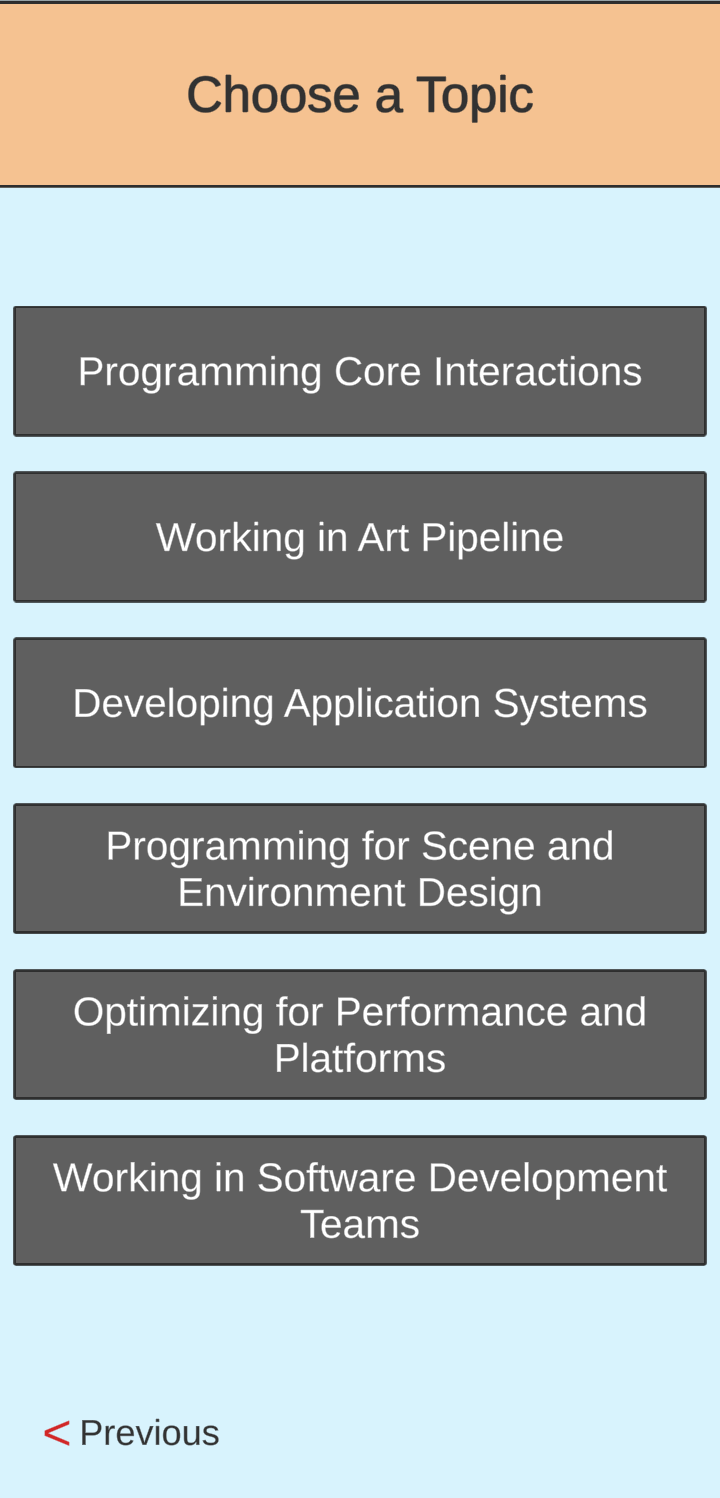 Choose a Topic
Programming Core Interactions
Working in Art Pipeline
Developing Application Systems
Programming for Scene and
Environment Design
Optimizing for Performance and
Platforms
Working in Software Development
Teams
< Previous